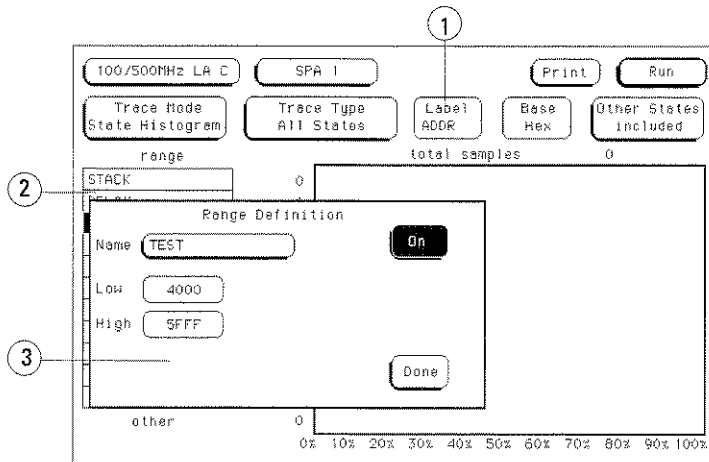 1
100/500MHz LA C SPA 1 Print Run
Trace Mode
State Histogram
Trace Type
All States
Label
ADDR
Base
Hex
Other States
included
range total samples 0
STACK 0
2
Range Definition
Name TEST On
Low 4000
High 5FFF
3
Done
other 0
0% 10% 20% 30% 40% 50% 60% 70% 80% 90% 100%